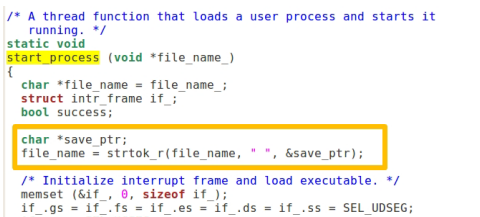 /* A thread function that loads a user process and starts it
running. */
static void
start_process (void *file_name_)
{
char *file_name = file_name_;
struct intr_frame if_;
bool success;
char *save_ptr;
file_name = strtok_r(file_name, " ", &save_ptr);
/* Initialize interrupt frame and load executable. */
memset (&if_, 0, sizeof if_);
if_.gs = if_.fs = if_.es = if_.ds = if_.ss = SEL_UDSEG;